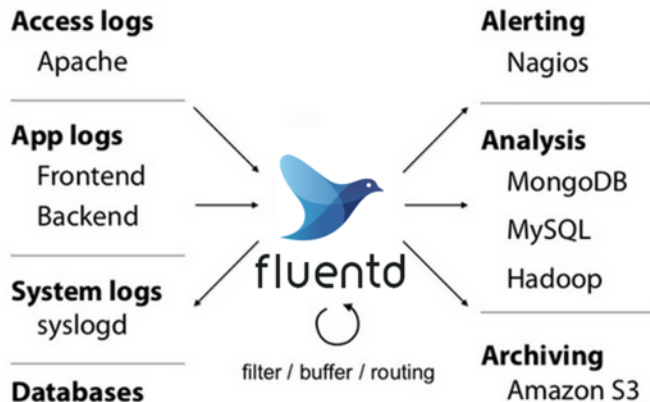 Access logs
Apache
App logs
Frontend
Backend
System logs
syslogd
Databases
fluentd
filter / buffer / routing
Alerting
Nagios
Analysis
MongoDB
MySQL
Hadoop
Archiving
Amazon S3